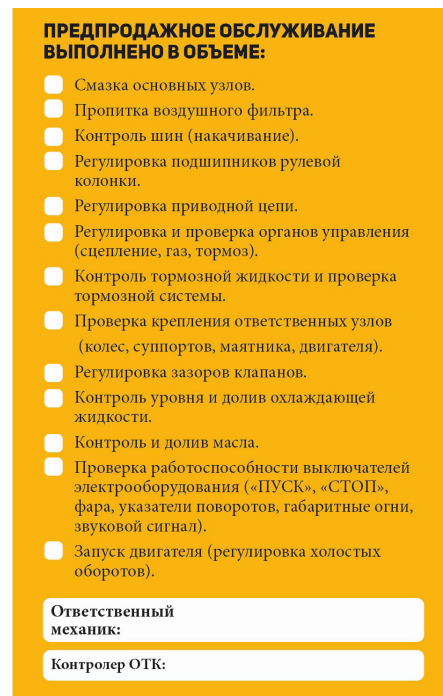 ПРЕДПРОДАЖНОЕ ОБСЛУЖИВАНИЕ
ВЫПОЛНЕНО В ОБЪЕМЕ:
Смазка основных узлов.
Пропитка воздушного фильтра.
Контроль шин (накачивание).
Регулировка подшипников рулевой
колонки.
Регулировка приводной цепи.
Регулировка и проверка органов управления
(сцепление, газ, тормоз).
Контроль тормозной жидкости и проверка
тормозной системы.
Проверка крепления ответственных узлов
(колес, суппортов, маятника, двигателя).
Регулировка зазоров клапанов.
Контроль уровня и долив охлаждающей
жидкости.
Контроль и долив масла.
Проверка работоспособности выключателей
электрооборудования («ПУСК», «СТОП»,
фара, указатели поворотов, габаритные огни,
звуковой сигнал).
Запуск двигателя (регулировка холостых
оборотов).
Ответственный
механик:
Контролер ОТК: